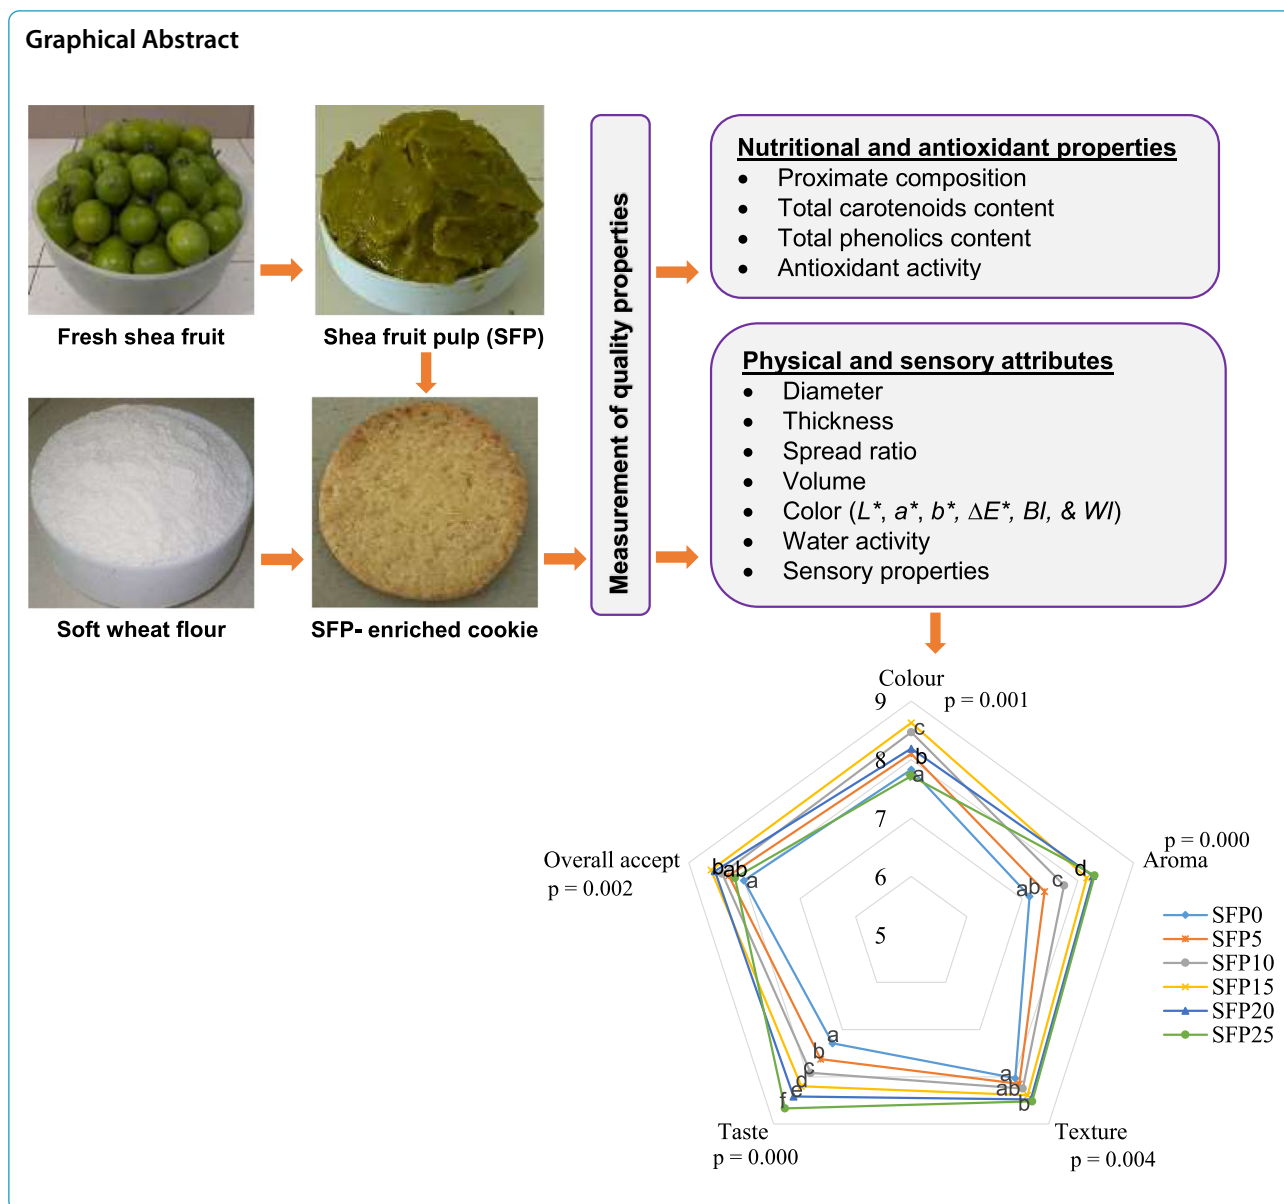 Graphical Abstract
Fresh shea fruit
Shea fruit pulp (SFP)
Soft wheat flour
SFP- enriched cookie
Measurement of quality properties
Nutritional and antioxidant properties
• Proximate composition
• Total carotenoids content
• Total phenolics content
• Antioxidant activity
Physical and sensory attributes
• Diameter
• Thickness
• Spread ratio
• Volume
• Color (L*, a*, b*, ΔE*, BI, & WI)
• Water activity
• Sensory properties
Colour
p = 0.001
9
8
7
6
5
c
b
a
p = 0.000
Aroma
d
c
ab
a
Overall accept
p = 0.002
b
ab
a
Taste
p = 0.000
a
b
c
d
e
f
Texture
p = 0.004
a
ab
b
SFP0
SFP5
SFP10
SFP15
SFP20
SFP25